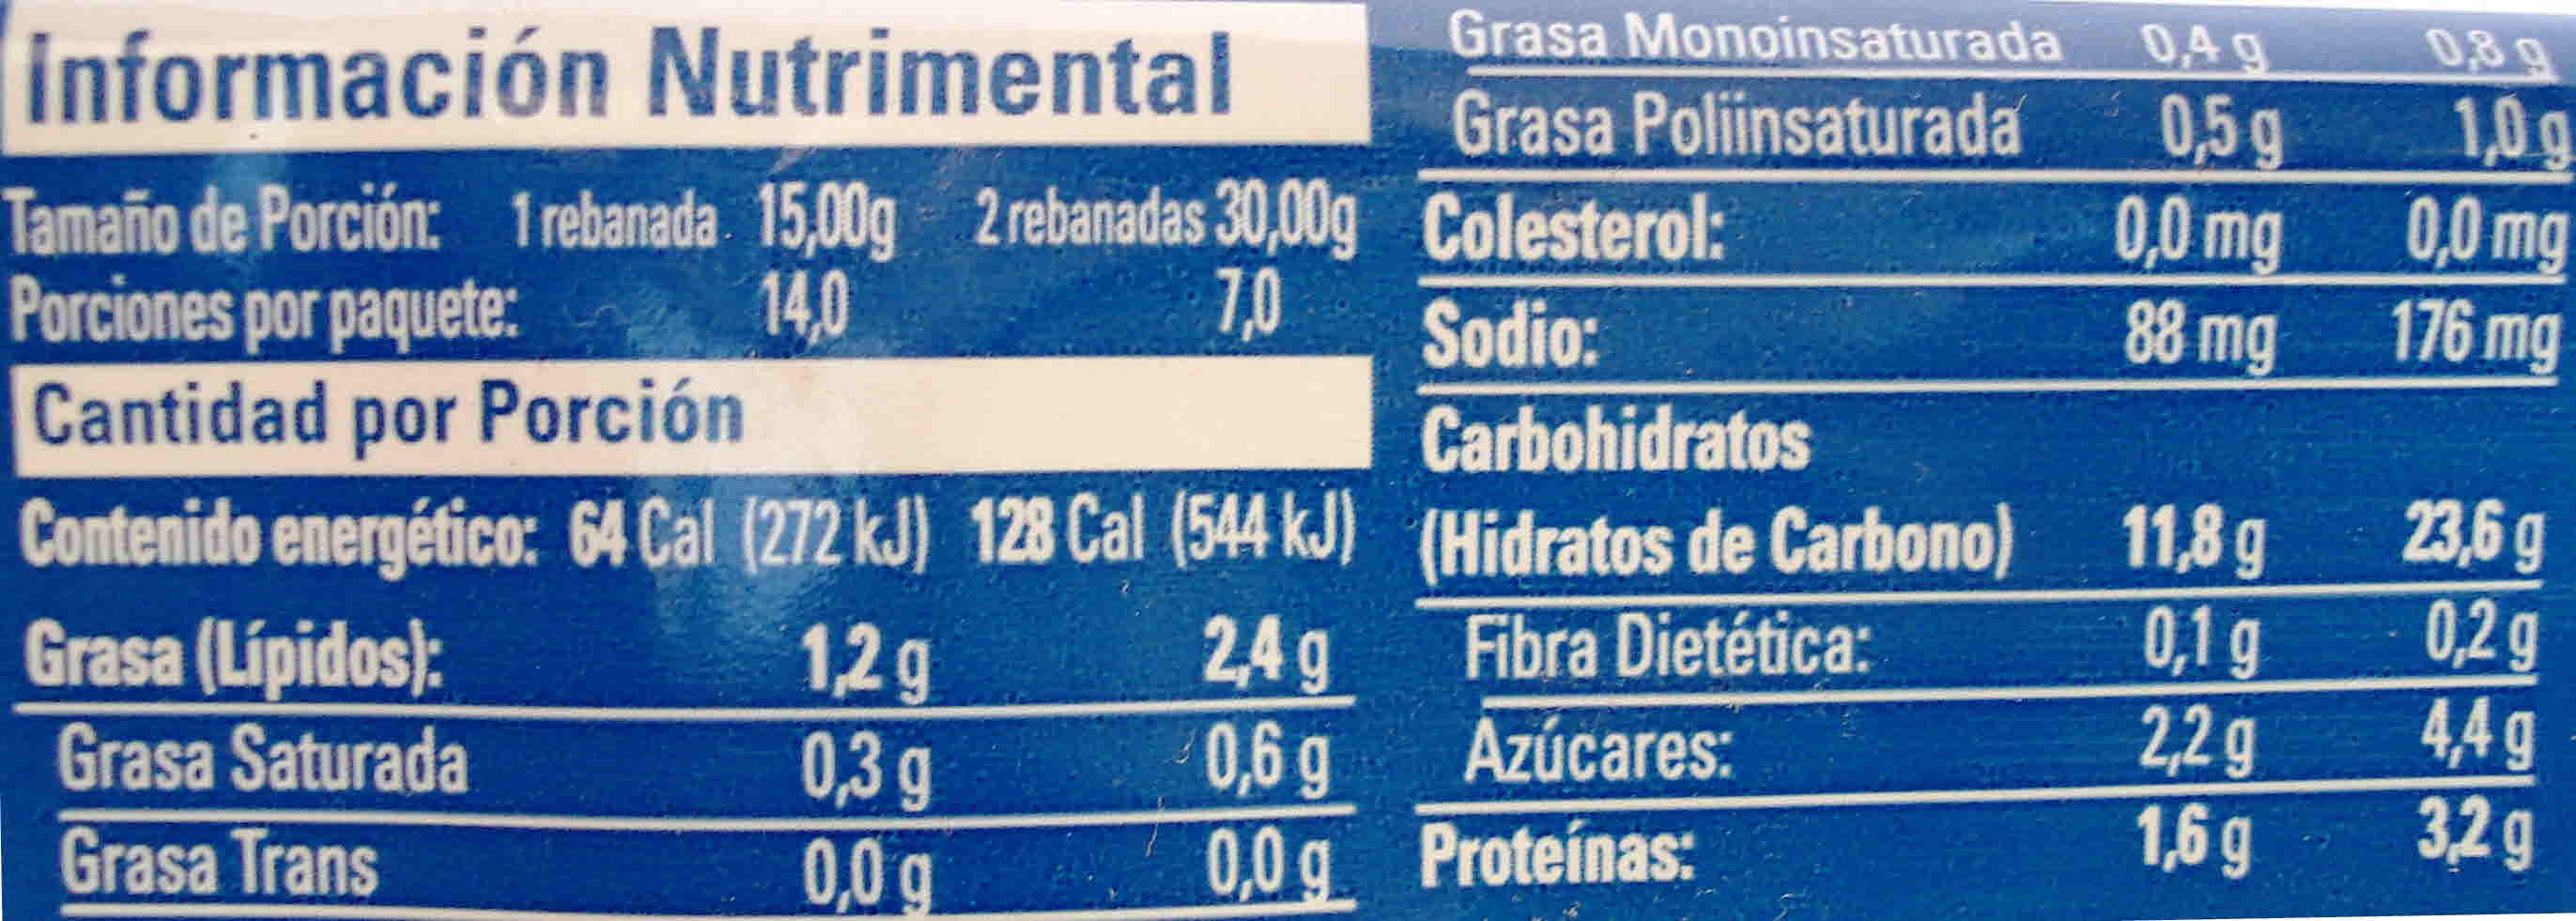 Información Nutrimental
Tamaño de Porción: 1 rebanada 15,00g 2 rebanadas 30,00g
Porciones por paquete: 14,0 7,0
Cantidad por Porción
Contenido energético: 64 Cal (272 kJ) 128 Cal (544 kJ)
Grasa (Lípidos): 1,2 g 2,4 g
Grasa Saturada 0,3 g 0,6 g
Grasa Trans 0,0 g 0,0 g
Grasa Monoinsaturada 0,4 g 0,8 g
Grasa Poliinsaturada 0,5 g 1,0 g
Colesterol: 0,0 mg 0,0 mg
Sodio: 88 mg 176 mg
Carbohidratos
(Hidratos de Carbono) 11,8 g 23,6 g
Fibra Dietética: 0,1 g 0,2 g
Azúcares: 2,2 g 4,4 g
Proteínas: 1,6 g 3,2 g